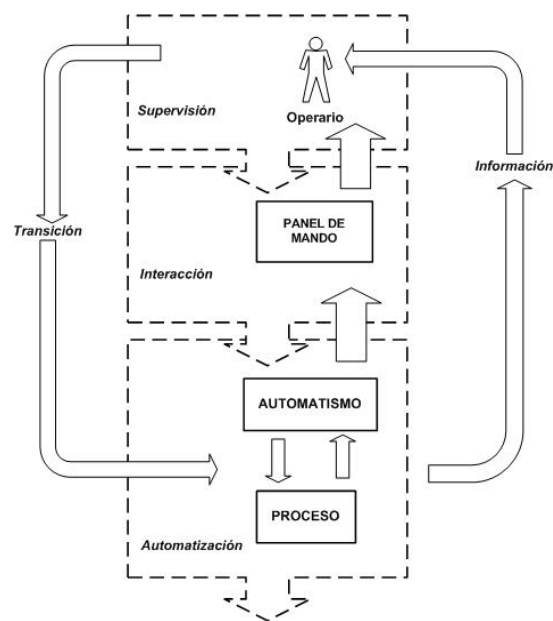 Operario
Supervisión
Información
Transición
PANEL DE
MANDO
Interacción
AUTOMATISMO
PROCESO
Automatización